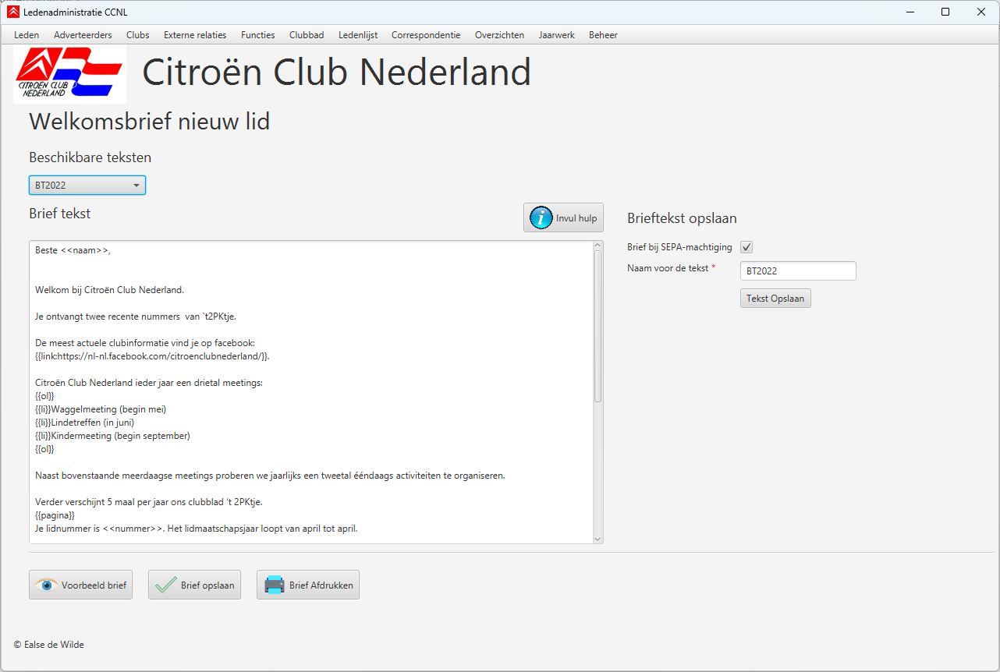 Ledenadministratie CCNL
Leden Adverteerders Clubs Externe relaties Functies Clubbad Ledenlijst Correspondentie Overzichten Jaarwerk Beheer
CITROEN CLUB
NEDERLAND
Citroën Club Nederland
Welkomsbrief nieuw lid
Beschikbare teksten
BT2022
Brief tekst
Invul hulp
Beste <<naam>>,
Welkom bij Citroën Club Nederland.
Je ontvangt twee recente nummers  van `t2PKtje.
De meest actuele clubinformatie vind je op facebook:
{{link:https://nl-nl.facebook.com/citroenclubnederland/}}.
Citroën Club Nederland ieder jaar een drietal meetings:
{{ol}}
{{li}}Waggelmeeting (begin mei)
{{li}}Lindetreffen (in juni)
{{li}}Kindermeeting (begin september)
{{ol}}
Naast bovenstaande meerdaagse meetings proberen we jaarlijks een tweetal ééndaags activiteiten te organiseren.
Verder verschijnt 5 maal per jaar ons clubblad 't 2PKtje.
{{pagina}}
Je lidnummer is <<nummer>>. Het lidmaatschapsjaar loopt van april tot april.
Brieftekst opslaan
Brief bij SEPA-machtiging
Naam voor de tekst *
BT2022
Tekst Opslaan
Voorbeeld brief
Brief opslaan
Brief Afdrukken
© Ealse de Wilde